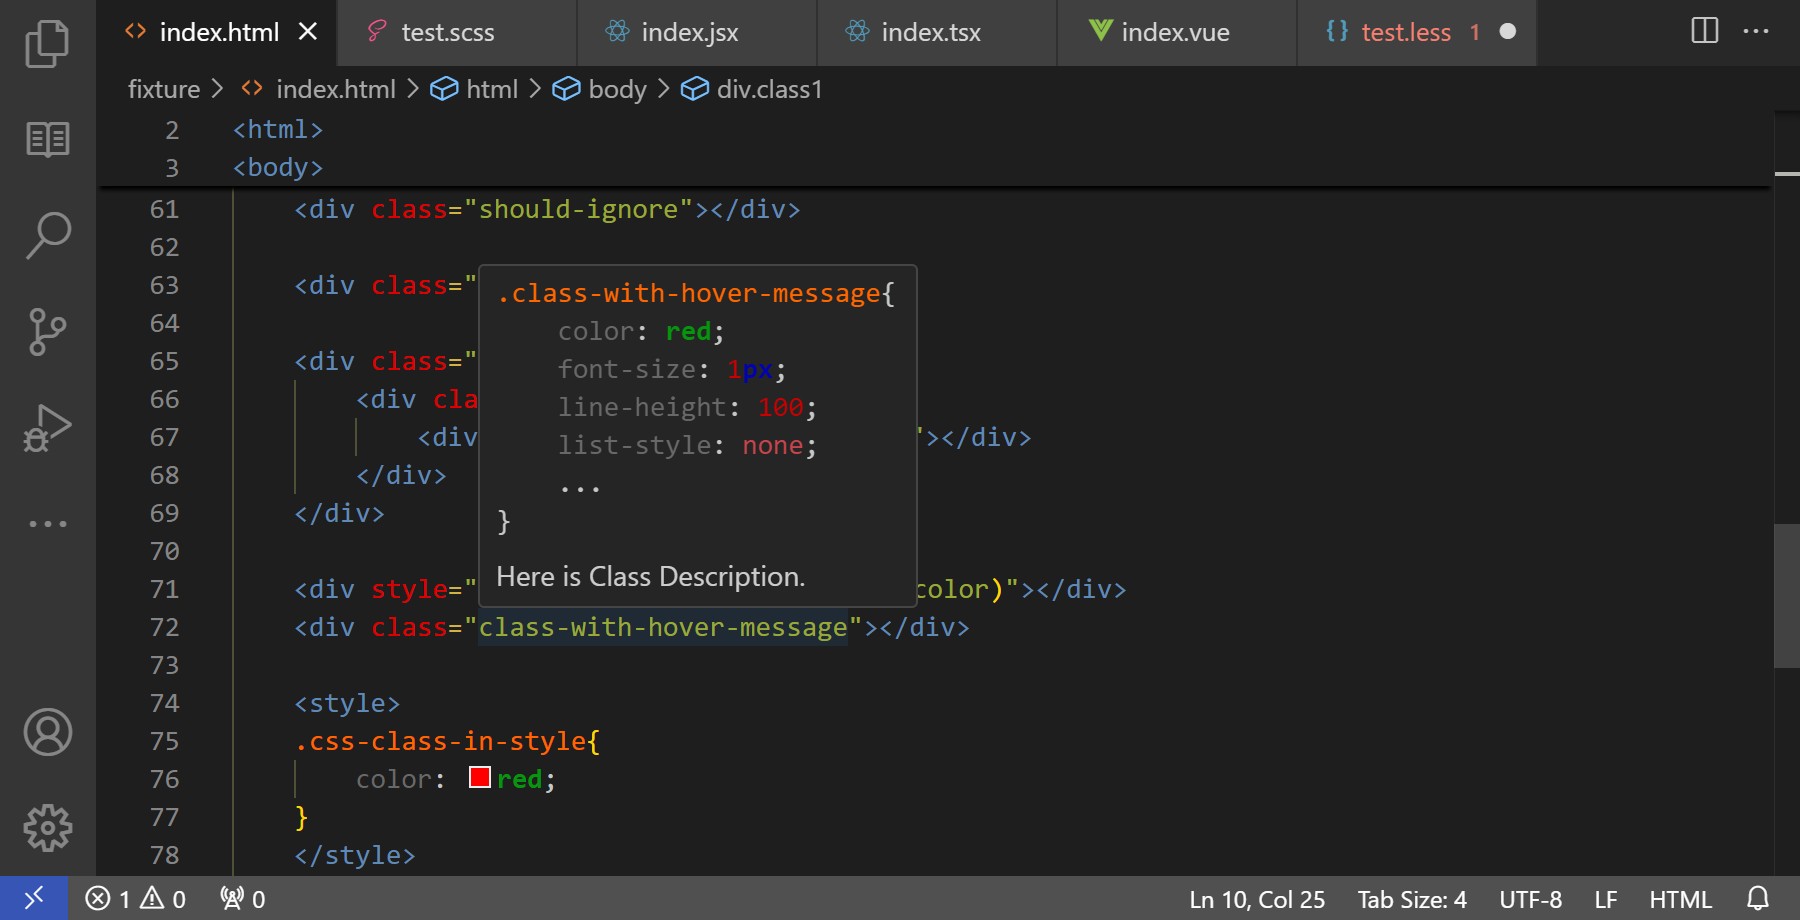 index.html
test.scss
index.jsx
index.tsx
index.vue
{} test.less 1
fixture > <> index.html > html > body > div.class1
2 <html>
3 <body>
61 <div class="should-ignore"></div>
62
63 <div class="
64
65 <div class="
66 <div cla
67 <div "></div>
68 </div>
69 </div>
70
71 <div style=" color)"></div>
72 <div class="class-with-hover-message"></div>
73
74 <style>
75 .css-class-in-style{
76 color: red;
77 }
78 </style>
.class-with-hover-message{
color: red;
font-size: 1px;
line-height: 100;
list-style: none;
...
}
Here is Class Description.
1 0 0 Ln 10, Col 25 Tab Size: 4 UTF-8 LF HTML